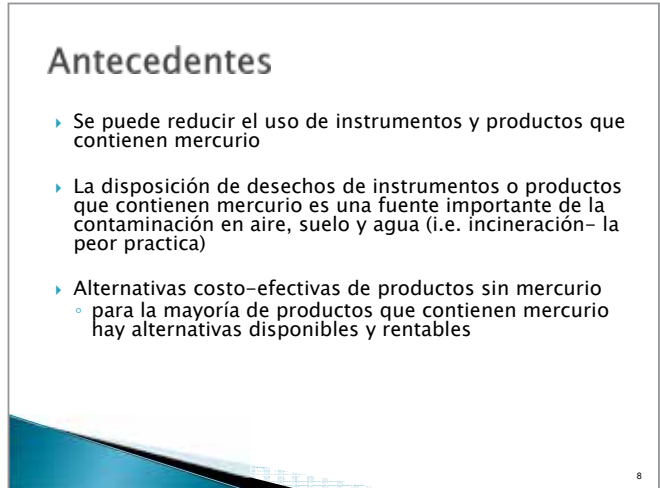 Antecedentes
Se puede reducir el uso de instrumentos y productos que
contienen mercurio
La disposición de desechos de instrumentos o productos
que contienen mercurio es una fuente importante de la
contaminación en aire, suelo y agua (i.e. incineración- la
peor practica)
Alternativas costo-efectivas de productos sin mercurio
para la mayoría de productos que contienen mercurio
hay alternativas disponibles y rentables
8